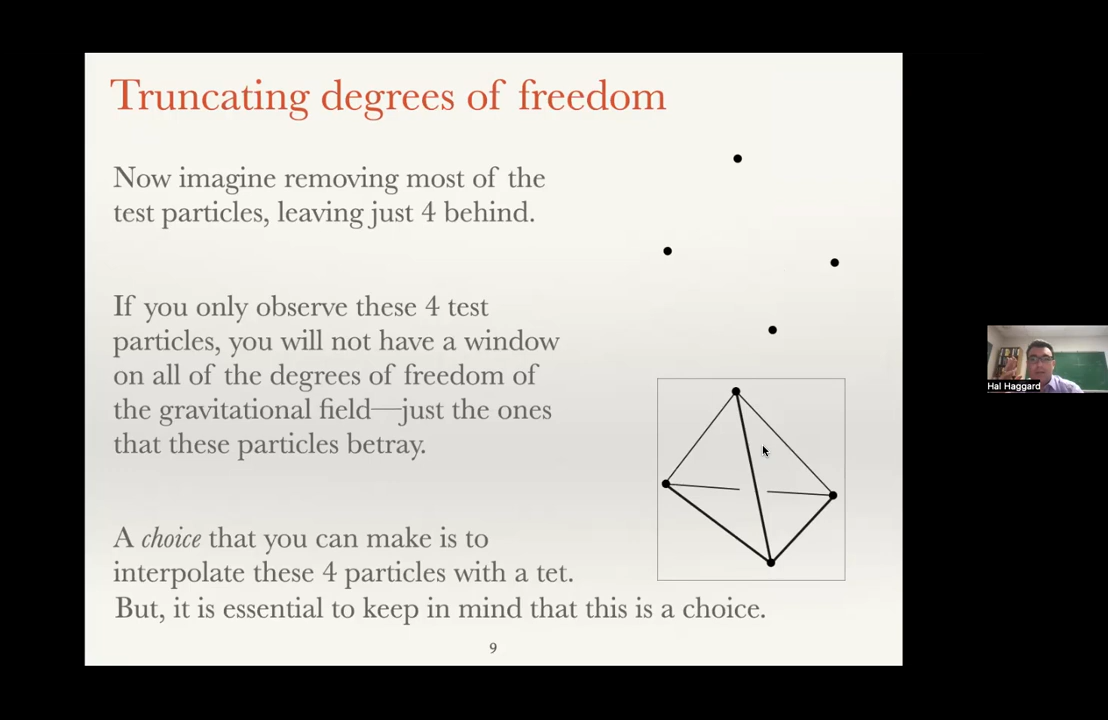 Truncating degrees of freedom
Now imagine removing most of the
test particles, leaving just 4 behind.
If you only observe these 4 test
particles, you will not have a window
on all of the degrees of freedom of
the gravitational field—just the ones
that these particles betray.
A choice that you can make is to
interpolate these 4 particles with a tet.
But, it is essential to keep in mind that this is a choice.
9
Hal Haggard